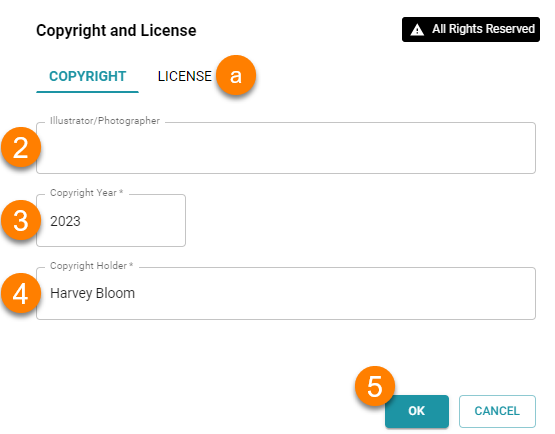 Copyright and License
All Rights Reserved
COPYRIGHT LICENSE a
Illustrator/Photographer
2
Copyright Year *
3 2023
Copyright Holder *
4 Harvey Bloom
5
OK CANCEL